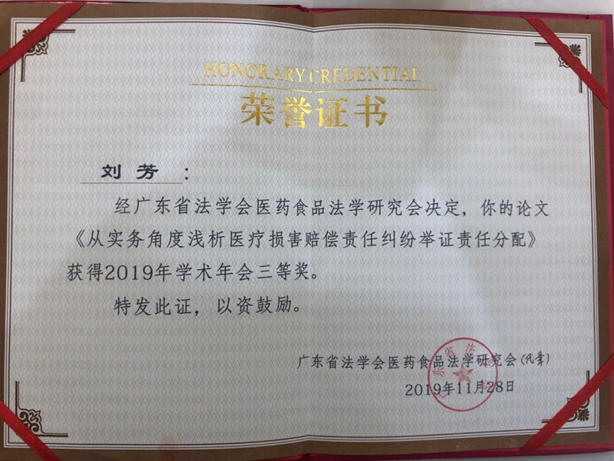 HONORARY CREDENTIAL
荣誉证书
刘芳：
经广东省法学会医药食品法学研究会决定，你的论文
《从实务角度浅析医疗损害赔偿责任纠纷举证责任分配》
获得2019年学术年会三等奖。
特发此证，以资鼓励。
广东省法学会医药食品法学研究会(代章)
2019年11月28日